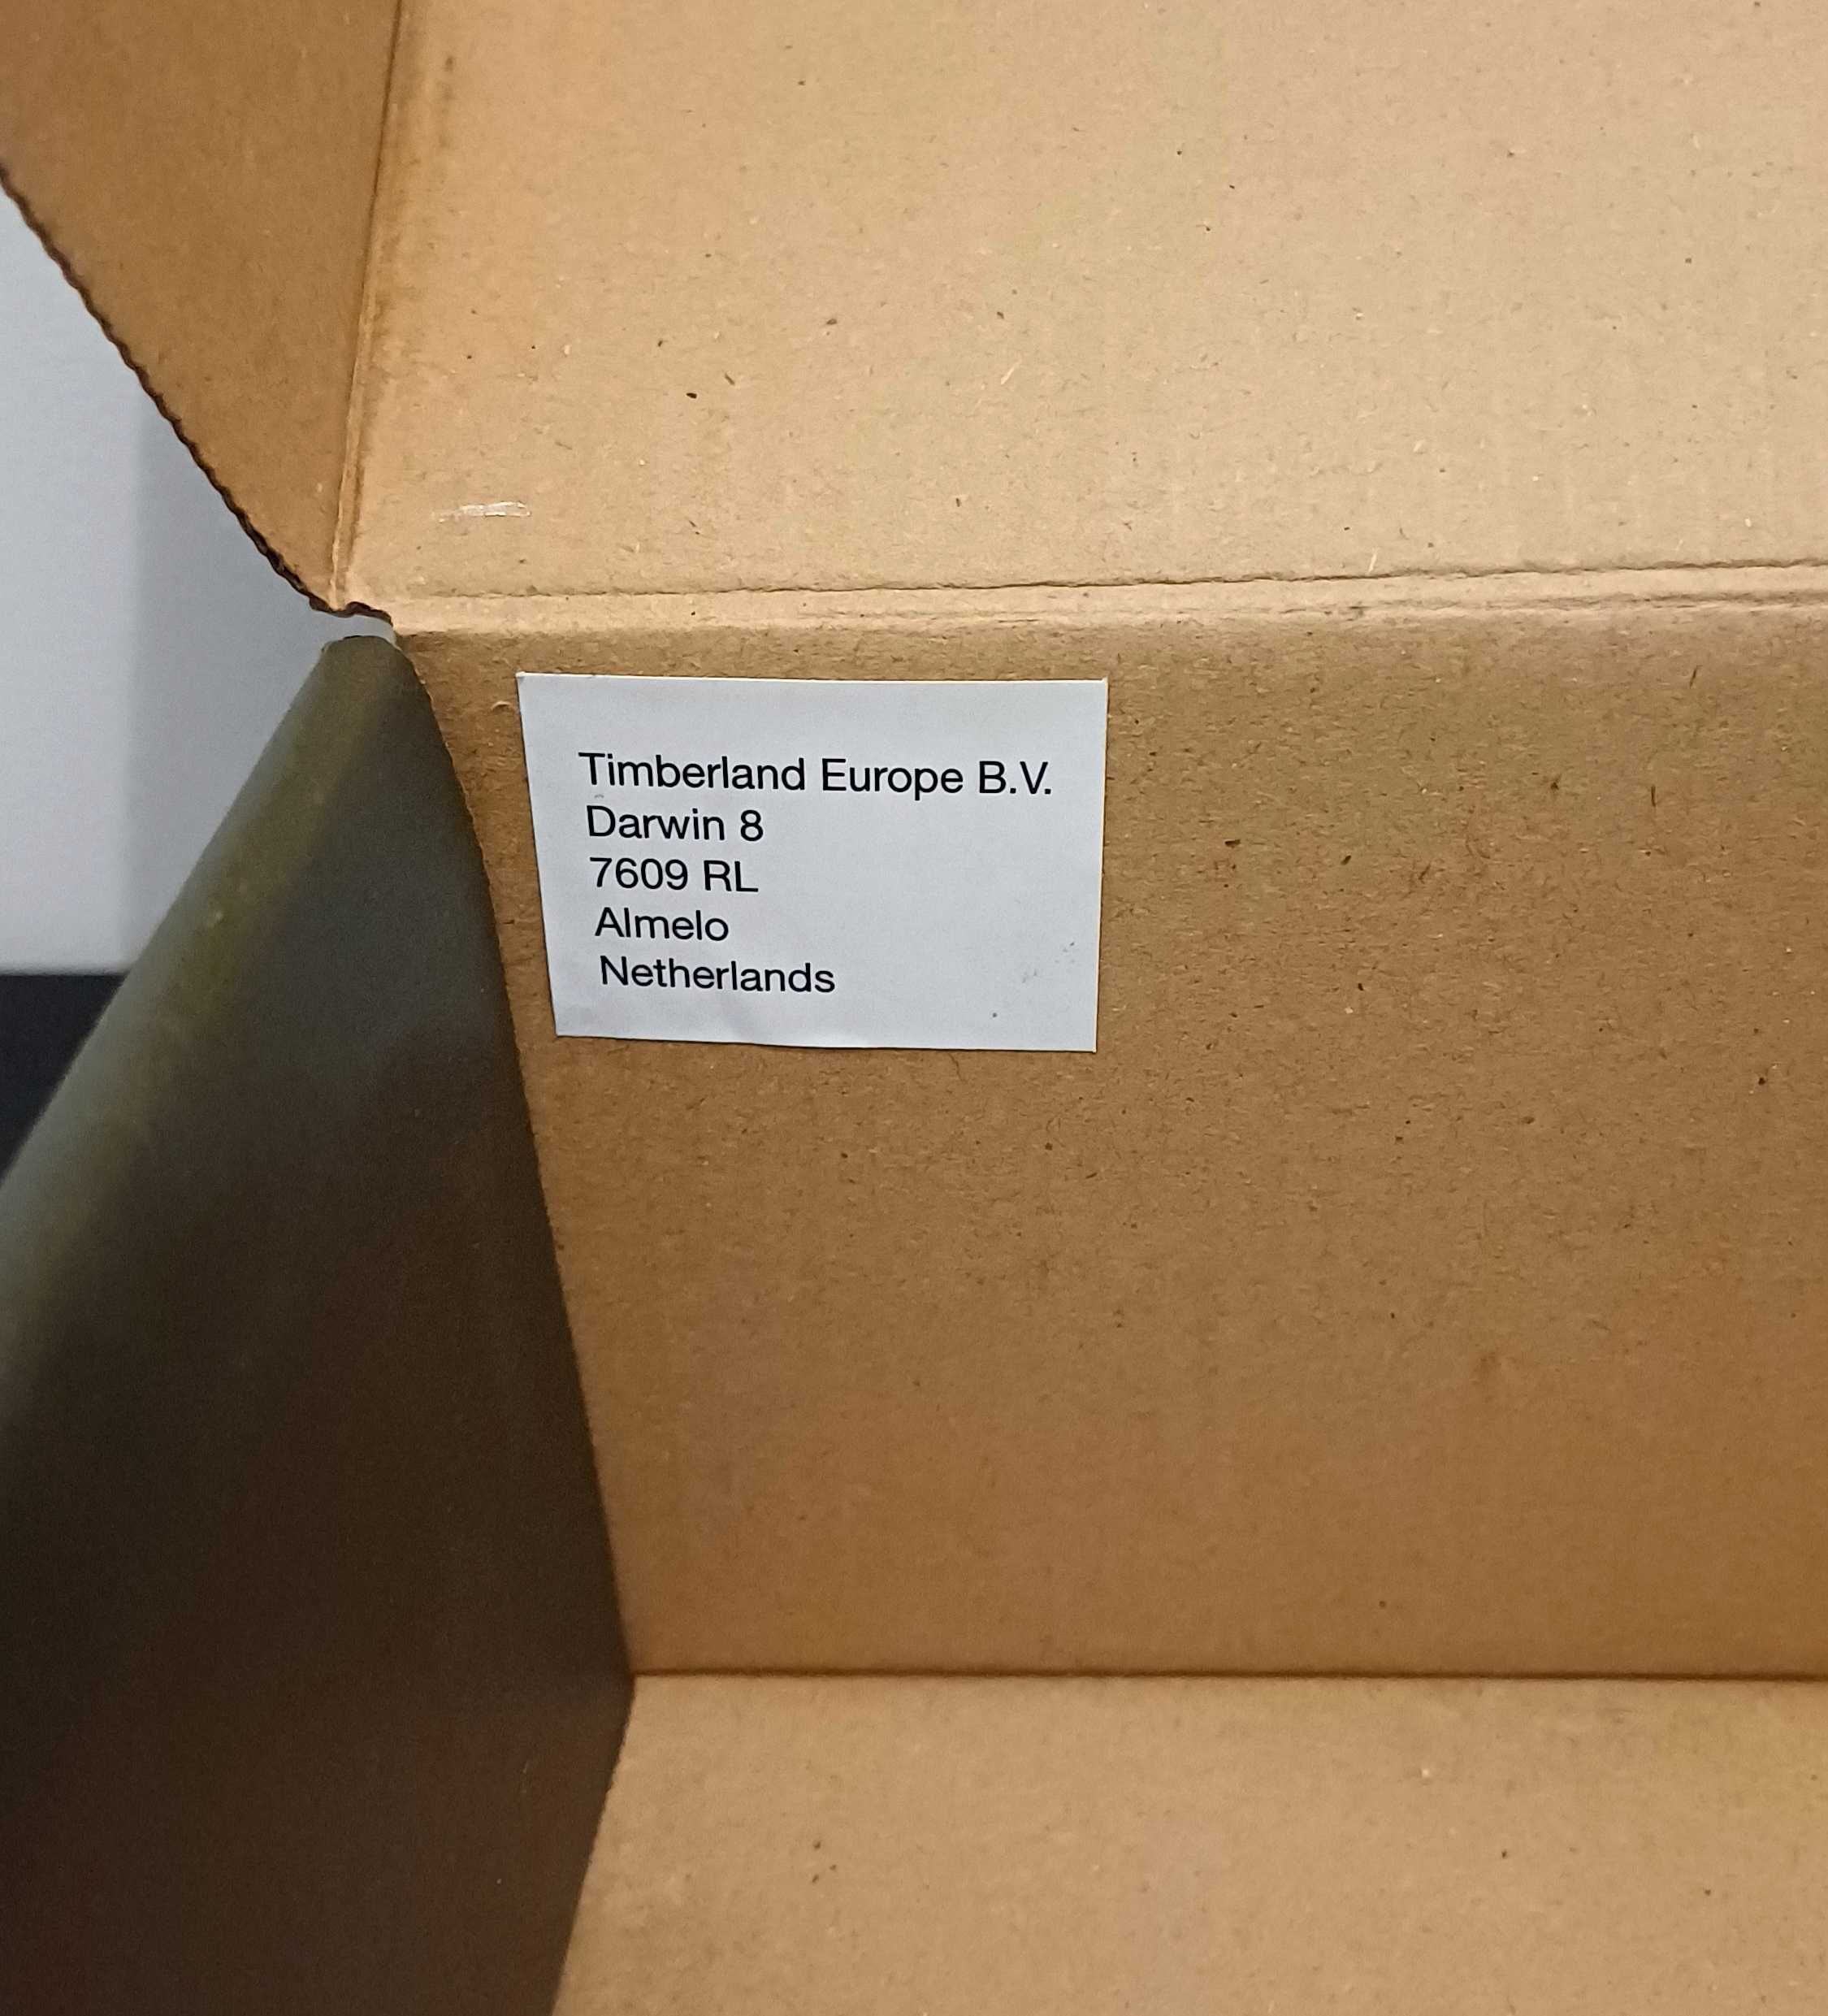 Timberland Europe B.V.
Darwin 8
7609 RL
Almelo
Netherlands